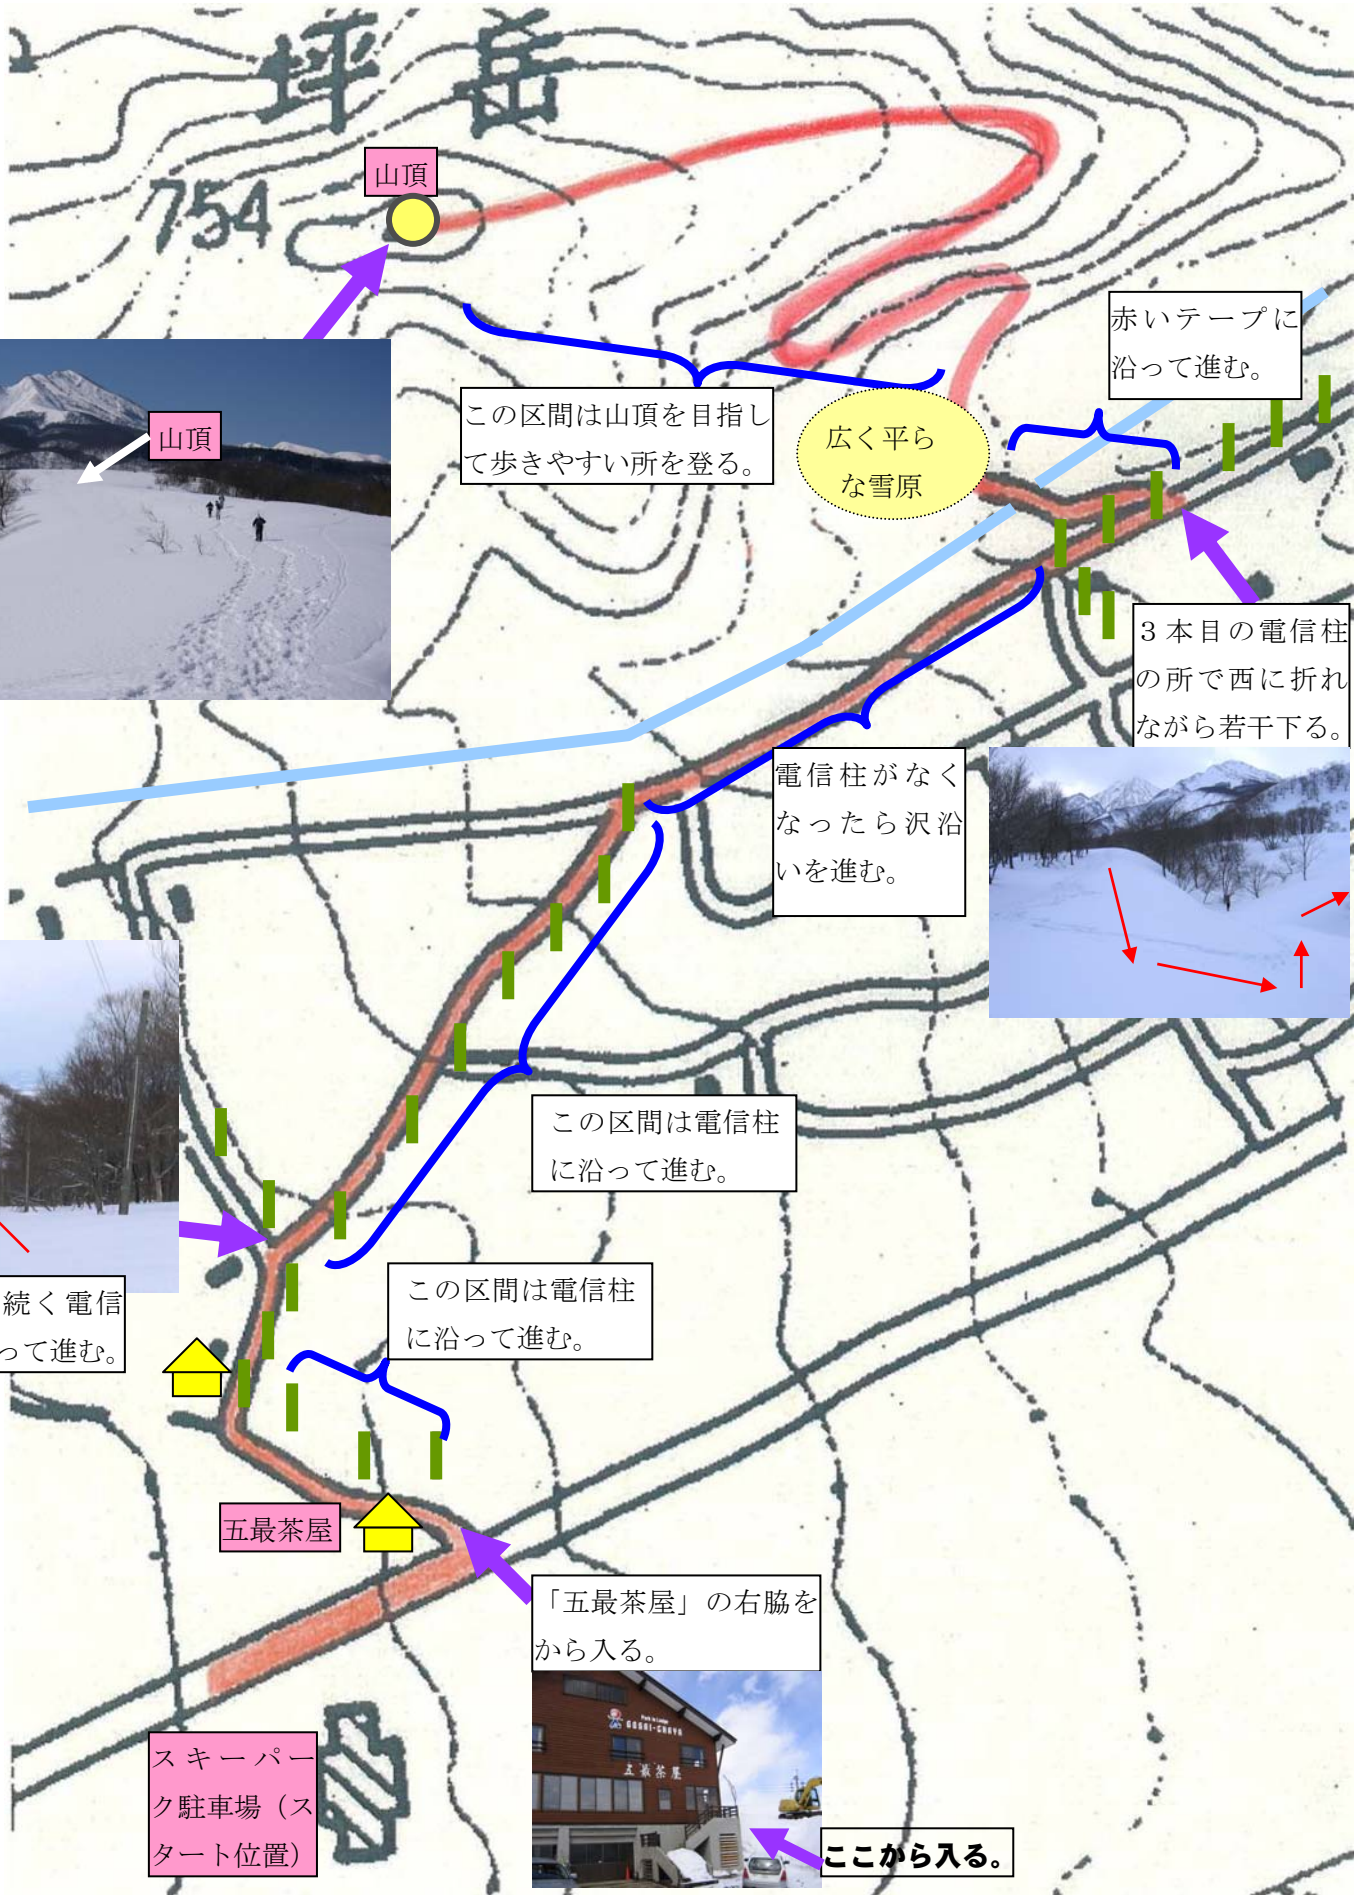 坪岳
山頂
754
赤いテープに
沿って進む。
山頂
この区間は山頂を目指し
て歩きやすい所を登る。
広く平ら
な雪原
３本目の電信柱
の所で西に折れ
ながら若干下る。
電信柱がなく
なったら沢沿
いを進む。
この区間は電信柱
に沿って進む。
続く電信
って進む。
この区間は電信柱
に沿って進む。
五最茶屋
「五最茶屋」の右脇を
から入る。
GOSAI-CHAYA
五最茶屋
スキーパー
ク駐車場（ス
タート位置）
ここから入る。